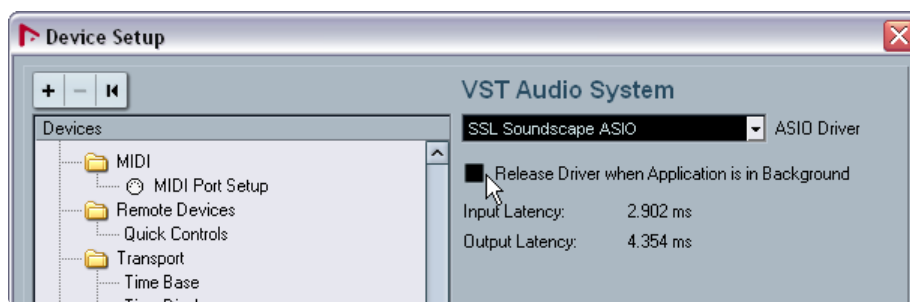 Device Setup
VST Audio System
Devices
SSL Soundscape ASIO ASIO Driver
MIDI
MIDI Port Setup
Release Driver when Application is in Background
Remote Devices
Input Latency: 2.902 ms
Quick Controls
Output Latency: 4.354 ms
Transport
Time Base